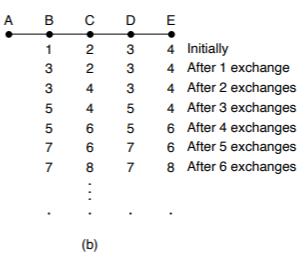 A B C D E
1 2 3 4 Initially
3 2 3 4 After 1 exchange
3 4 3 4 After 2 exchanges
5 4 5 4 After 3 exchanges
5 6 5 6 After 4 exchanges
7 6 7 6 After 5 exchanges
7 8 7 8 After 6 exchanges
(b)